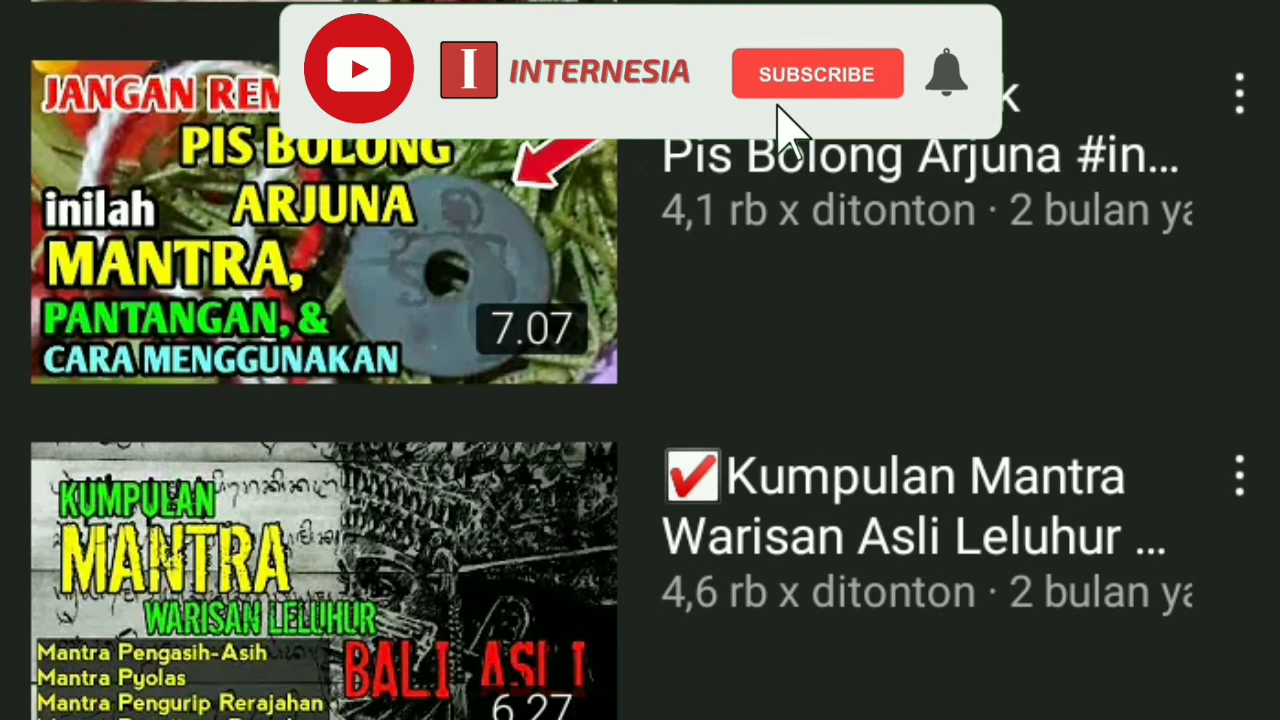 I INTERNESIA SUBSCRIBE
JANGAN REM
PIS BOLONG
inilah ARJUNA
MANTRA,
PANTANGAN, &
CARA MENGGUNAKAN
7.07
k
Pis Bolong Arjuna #in...
4,1 rb x ditonton · 2 bulan
KUMPULAN
MANTRA
WARISAN LELUHUR
BALI ASLI
Mantra Pengasih-Asih
Mantra Pyolas
Mantra Pengurip Rerajahan
6.27
Kumpulan Mantra
Warisan Asli Leluhur ...
4,6 rb x ditonton · 2 bulan